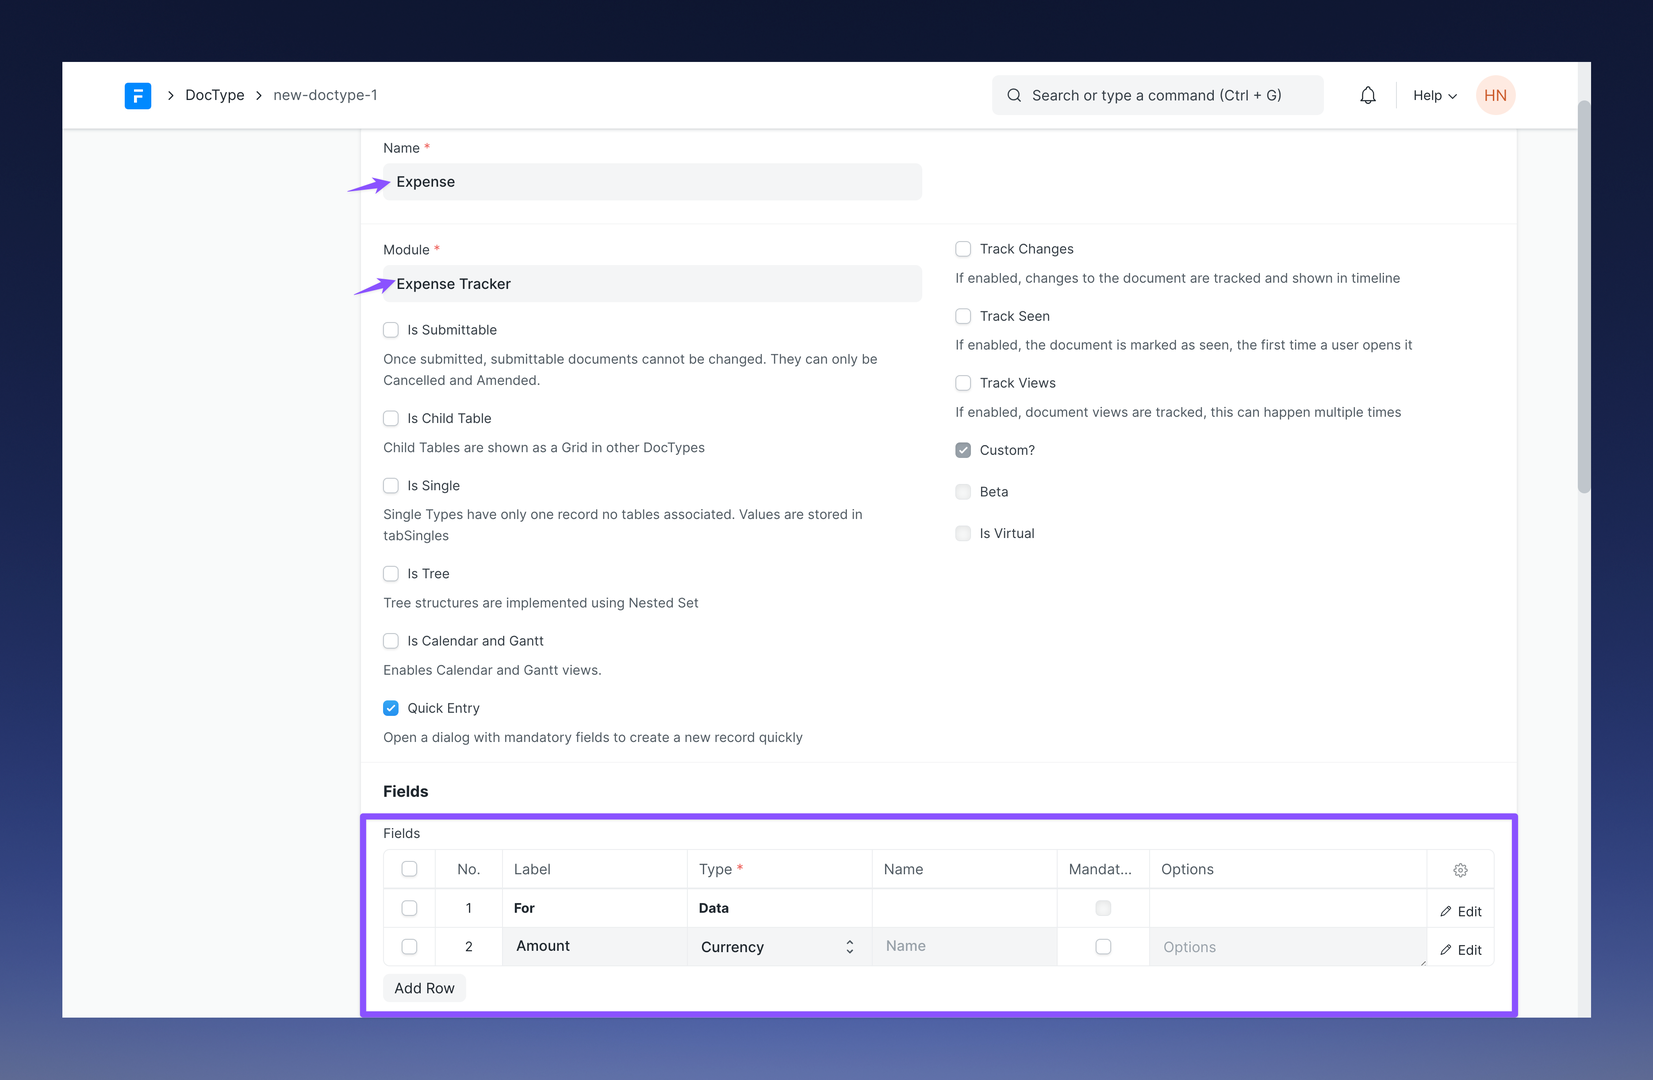 DocType
new-doctype-1
Search or type a command (Ctrl + G)
Help
HN
Name *
Expense
Module *
Expense Tracker
Is Submittable
Once submitted, submittable documents cannot be changed. They can only be
Cancelled and Amended.
Is Child Table
Child Tables are shown as a Grid in other DocTypes
Is Single
Single Types have only one record no tables associated. Values are stored in
tabSingles
Is Tree
Tree structures are implemented using Nested Set
Is Calendar and Gantt
Enables Calendar and Gantt views.
Quick Entry
Open a dialog with mandatory fields to create a new record quickly
Track Changes
If enabled, changes to the document are tracked and shown in timeline
Track Seen
If enabled, the document is marked as seen, the first time a user opens it
Track Views
If enabled, document views are tracked, this can happen multiple times
Custom?
Beta
Is Virtual
Fields
Fields
No. Label Type * Name Mandat... Options
1 For Data Edit
2 Amount Currency Name Options Edit
Add Row